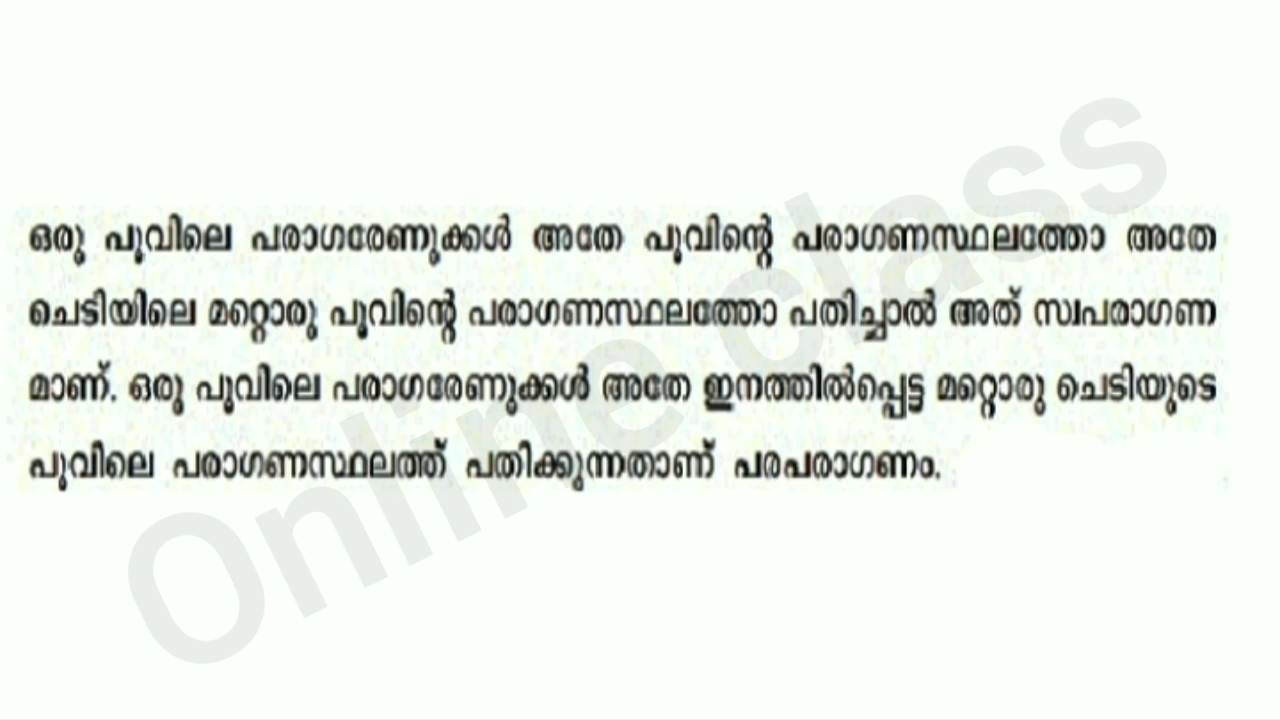 ഒരു പൂവിലെ പരാഗരേണുക്കൾ അതേ പൂവിന്റെ പരാഗണസ്ഥലത്തോ അതേ
ചെടിയിലെ മറ്റൊരു പൂവിന്റെ പരാഗണസ്ഥലത്തോ പതിച്ചാൽ അത് സ്വപരാഗണ
മാണ്. ഒരു പൂവിലെ പരാഗരേണുക്കൾ അതേ ഇനത്തിൽപ്പെട്ട മറ്റൊരു ചെടിയുടെ
പൂവിലെ പരാഗണസ്ഥലത്ത് പതിക്കുന്നതാണ് പരപരാഗണം.
Online class